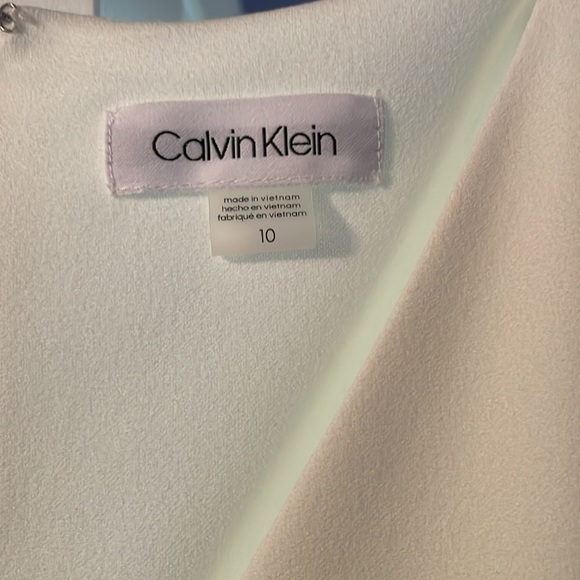 Calvin Klein
made in vietnam
hecho en vietnam
fabriqué en vietnam
10